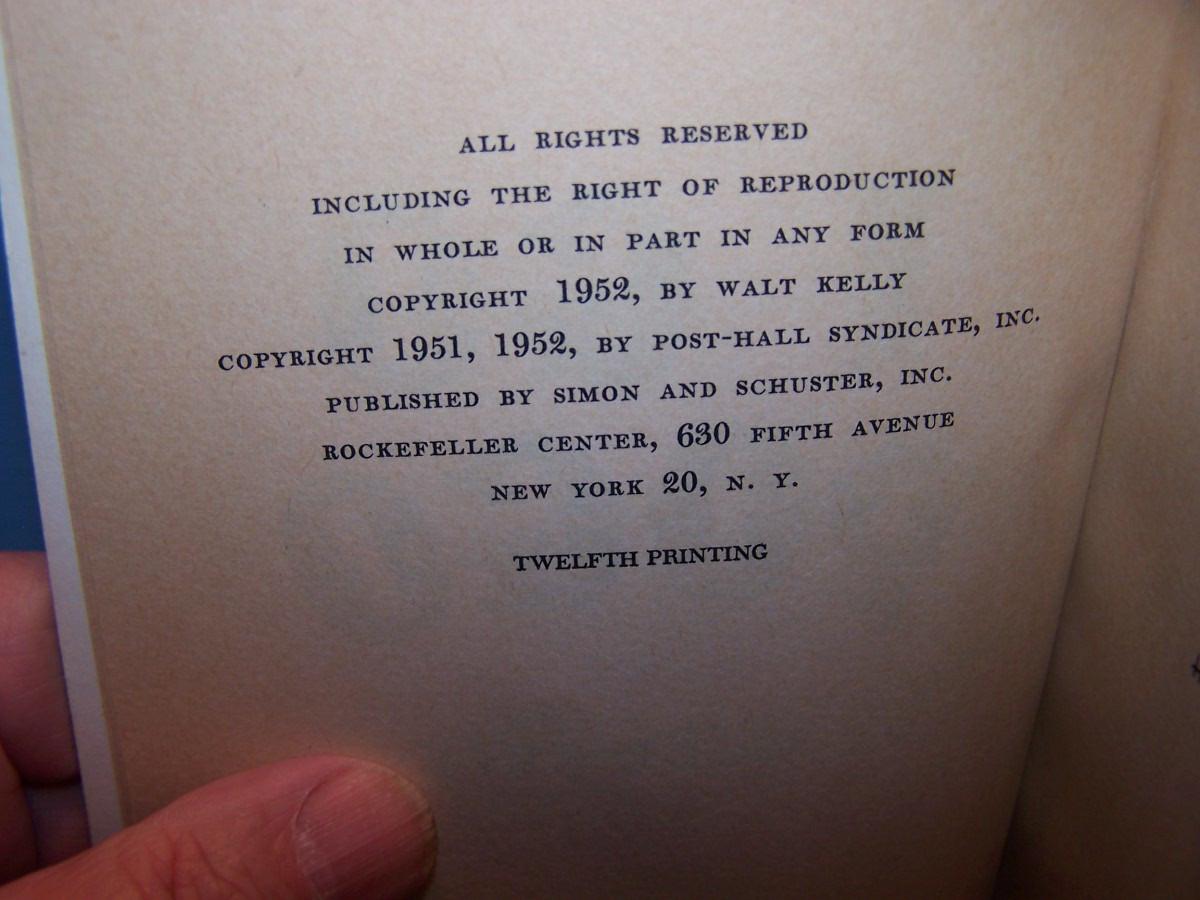 ALL RIGHTS RESERVED
INCLUDING THE RIGHT OF REPRODUCTION
IN WHOLE OR IN PART IN ANY FORM
COPYRIGHT 1952, BY WALT KELLY
COPYRIGHT 1951, 1952, BY POST-HALL SYNDICATE, INC.
PUBLISHED BY SIMON AND SCHUSTER, INC.
ROCKEFELLER CENTER, 630 FIFTH AVENUE
NEW YORK 20, N. Y.
TWELFTH PRINTING